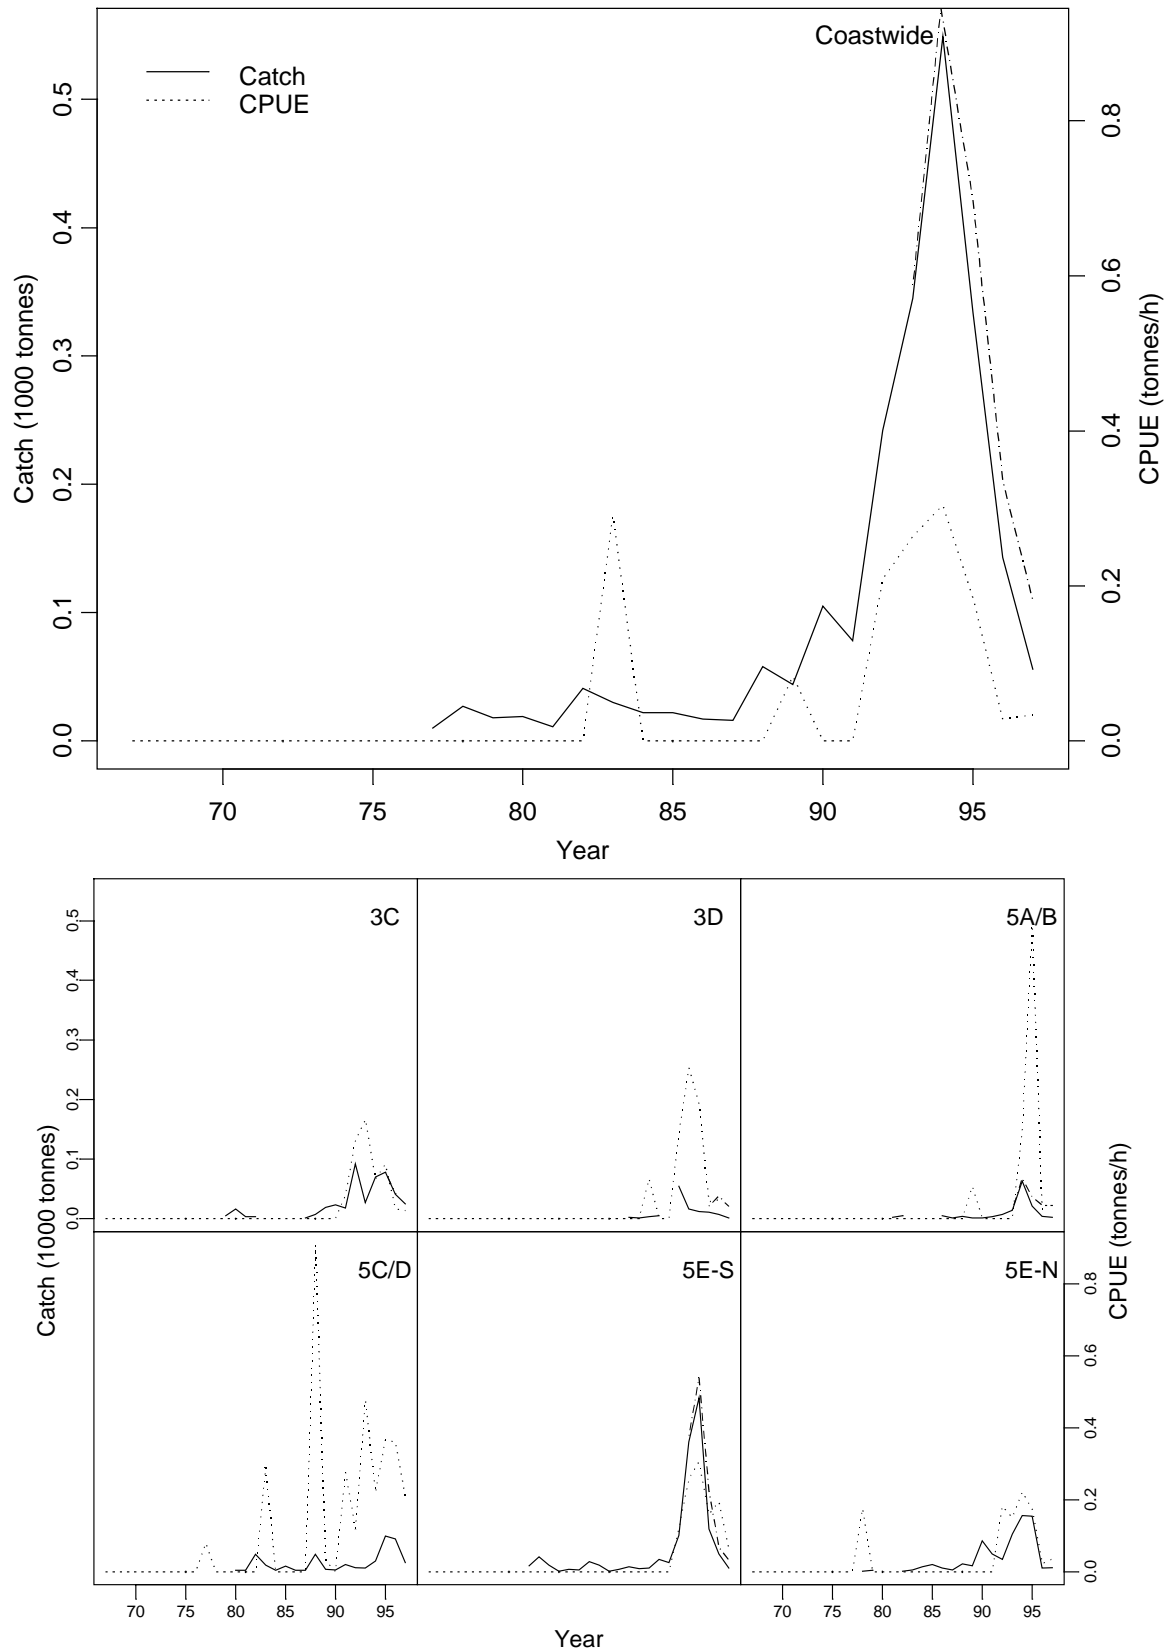 Coastwide
Catch
CPUE
0.0 0.1 0.2 0.3 0.4 0.5
Catch (1000 tonnes)
0.0 0.2 0.4 0.6 0.8
CPUE (tonnes/h)
70 75 80 85 90 95
Year
3C 3D 5A/B
0.0 0.1 0.2 0.3 0.4 0.5
Catch (1000 tonnes)
CPUE (tonnes/h)
5C/D 5E-S 5E-N
0.0 0.2 0.4 0.6 0.8
70 75 80 85 90 95 70 75 80 85 90 95
Year